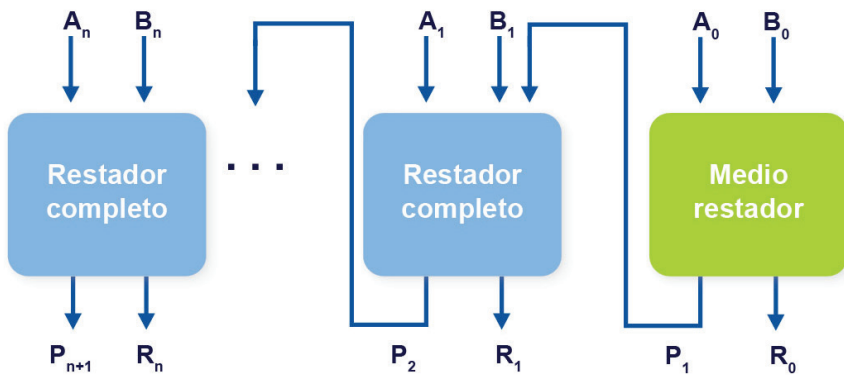 Aₙ Bₙ A₁ B₁ A₀ B₀
Restador completo
. . .
Restador completo
Medio restador
Pₙ₊₁ Rₙ P₂ R₁ P₁ R₀